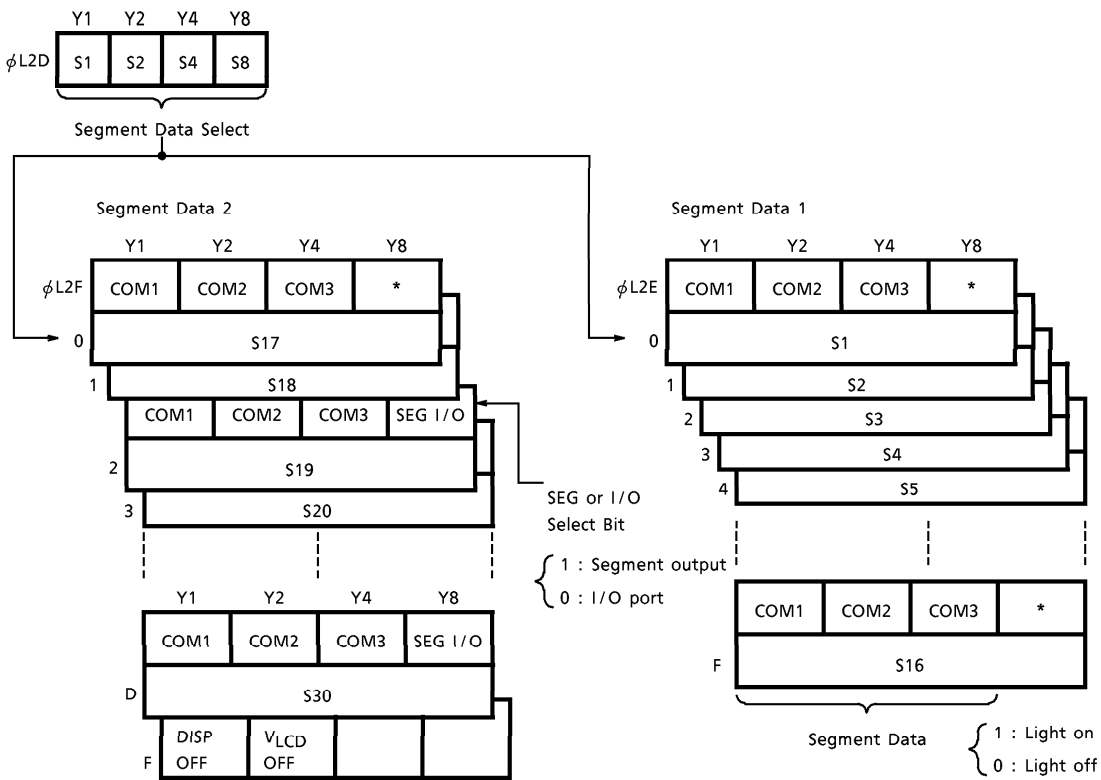 Y1 Y2 Y4 Y8
φL2D S1 S2 S4 S8
Segment Data Select
Segment Data 2
Y1 Y2 Y4 Y8
φL2F COM1 COM2 COM3 *
0 S17
1 S18
COM1 COM2 COM3 SEG I/O
2 S19
3 S20
SEG or I/O
Select Bit
1 : Segment output
0 : I/O port
Y1 Y2 Y4 Y8
COM1 COM2 COM3 SEG I/O
D S30
F DISP OFF VLCD OFF
Segment Data 1
Y1 Y2 Y4 Y8
φL2E COM1 COM2 COM3 *
0 S1
1 S2
2 S3
3 S4
4 S5
COM1 COM2 COM3 *
F S16
Segment Data
1 : Light on
0 : Light off